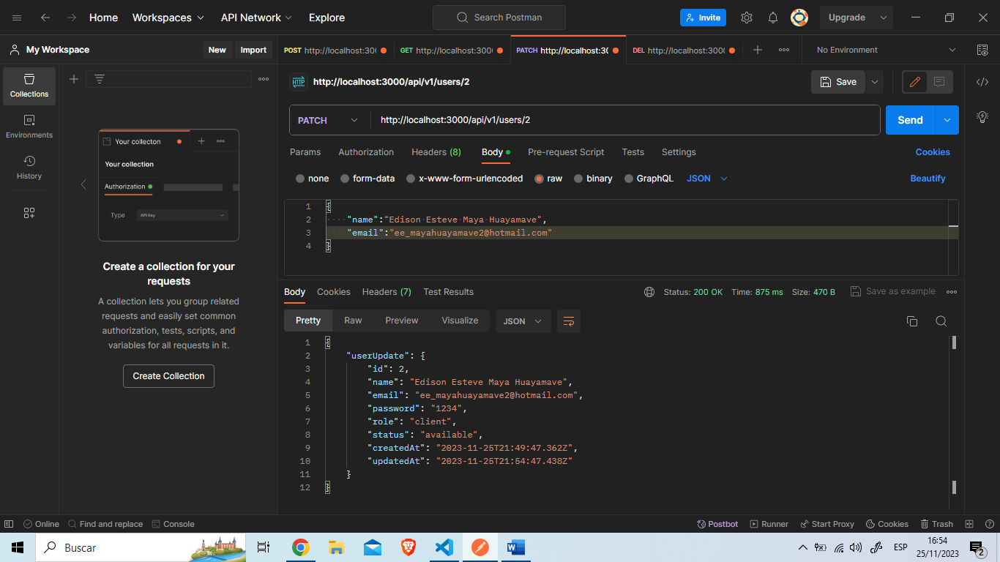 Home Workspaces API Network Explore Search Postman Invite Upgrade
My Workspace New Import
POST http://localhost:300 GET http://localhost:300 PATCH http://localhost:30 DEL http://localhost:300 No Environment
Collections
Environments
History
Your collecton
Your collection
Authorization
Type API Key
Create a collection for your
requests
A collection lets you group related
requests and easily set common
authorization, tests, scripts, and
variables for all requests in it.
Create Collection
HTTP http://localhost:3000/api/v1/users/2 Save
PATCH http://localhost:3000/api/v1/users/2 Send
Params Authorization Headers (8) Body Pre-request Script Tests Settings Cookies
none form-data x-www-form-urlencoded raw binary GraphQL JSON Beautify
1 {
2 "name":"Edison Esteve Maya Huayamave",
3 "email":"ee_mayahuayamave2@hotmail.com"
4 }
Body Cookies Headers (7) Test Results Status: 200 OK Time: 875 ms Size: 470 B Save as example
Pretty Raw Preview Visualize JSON
1 {
2 "userUpdate": {
3 "id": 2,
4 "name": "Edison Esteve Maya Huayamave",
5 "email": "ee_mayahuayamave2@hotmail.com",
6 "password": "1234",
7 "role": "client",
8 "status": "available",
9 "createdAt": "2023-11-25T21:49:47.362Z",
10 "updatedAt": "2023-11-25T21:54:47.438Z"
11 }
12 }
Online Find and replace Console Postbot Runner Start Proxy Cookies Trash
Buscar ESP 16:54
25/11/2023 2